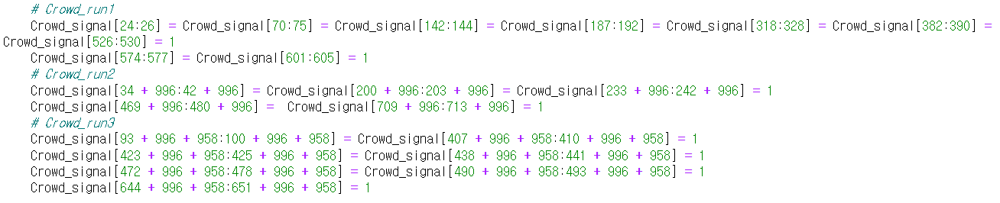 # Crowd_run1
Crowd_signal[24:26] = Crowd_signal[70:75] = Crowd_signal[142:144] = Crowd_signal[187:192] = Crowd_signal[318:328] = Crowd_signal[382:390] =
Crowd_signal[526:530] = 1
Crowd_signal[574:577] = Crowd_signal[601:605] = 1
# Crowd_run2
Crowd_signal[34 + 996:42 + 996] = Crowd_signal[200 + 996:203 + 996] = Crowd_signal[233 + 996:242 + 996] = 1
Crowd_signal[469 + 996:480 + 996] =  Crowd_signal[709 + 996:713 + 996] = 1
# Crowd_run3
Crowd_signal[93 + 996 + 958:100 + 996 + 958] = Crowd_signal[407 + 996 + 958:410 + 996 + 958] = 1
Crowd_signal[423 + 996 + 958:425 + 996 + 958] = Crowd_signal[438 + 996 + 958:441 + 996 + 958] = 1
Crowd_signal[472 + 996 + 958:478 + 996 + 958] = Crowd_signal[490 + 996 + 958:493 + 996 + 958] = 1
Crowd_signal[644 + 996 + 958:651 + 996 + 958] = 1